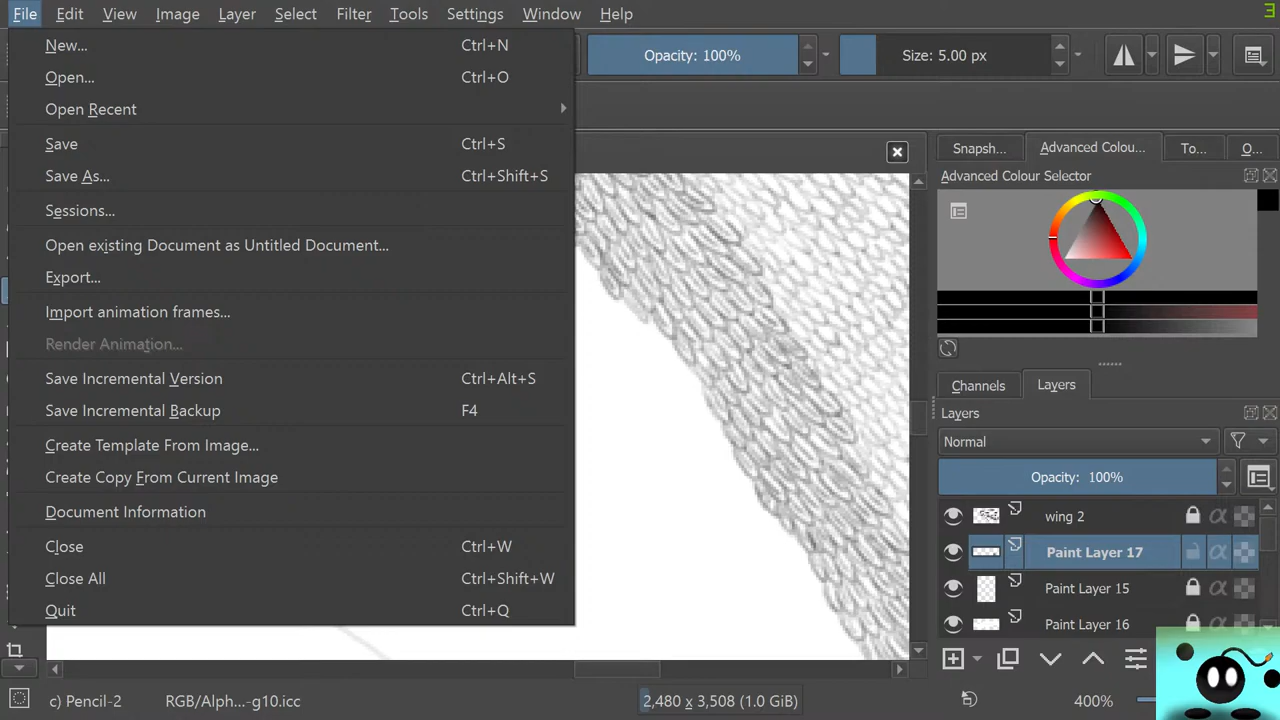 File Edit View Image Layer Select Filter Tools Settings Window Help
3
New... Ctrl+N
Open... Ctrl+O
Open Recent
Save Ctrl+S
Save As... Ctrl+Shift+S
Sessions...
Open existing Document as Untitled Document...
Export...
Import animation frames...
Render Animation...
Save Incremental Version Ctrl+Alt+S
Save Incremental Backup F4
Create Template From Image...
Create Copy From Current Image
Document Information
Close Ctrl+W
Close All Ctrl+Shift+W
Quit Ctrl+Q
Opacity: 100% Size: 5.00 px
Snapsh... Advanced Colou... To... O...
Advanced Colour Selector
Channels Layers
Layers
Normal
Opacity: 100%
wing 2
Paint Layer 17
Paint Layer 15
Paint Layer 16
c) Pencil-2 RGB/Alph...-g10.icc 2,480 x 3,508 (1.0 GiB) 400%